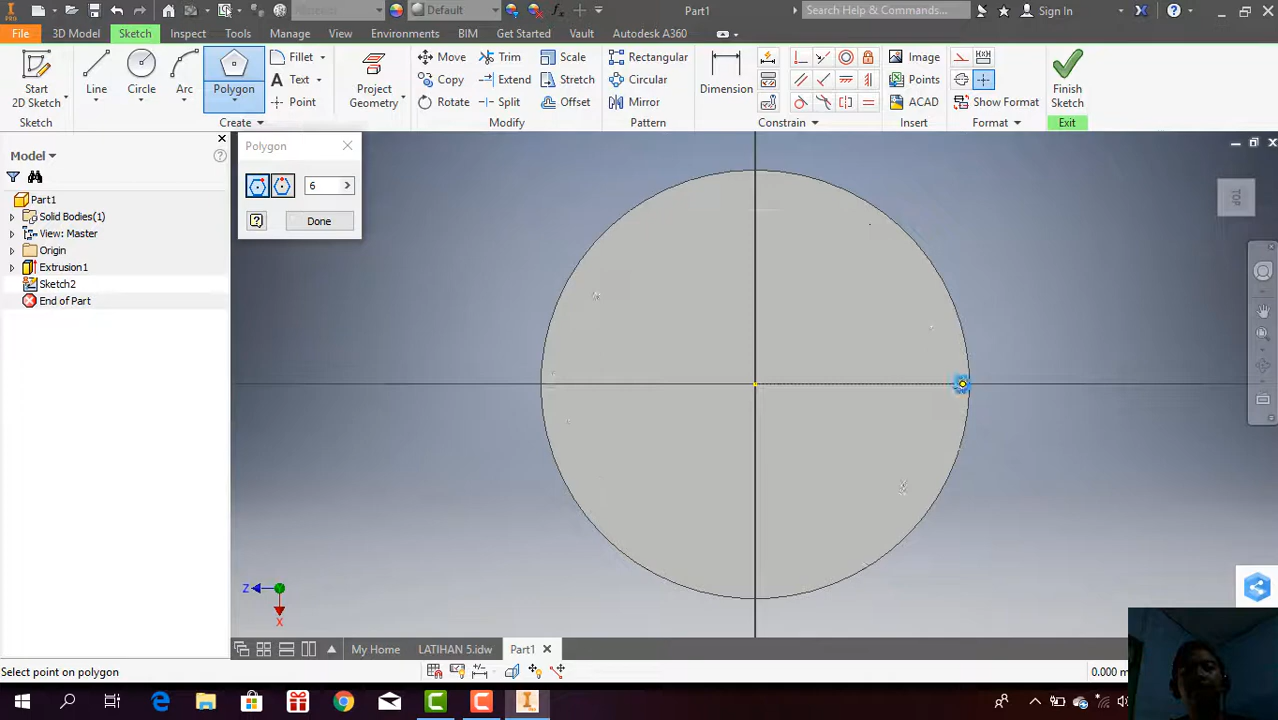 Material
Default
Part1
Search Help & Commands...
Sign In
File
3D Model
Sketch
Inspect
Tools
Manage
View
Environments
BIM
Get Started
Vault
Autodesk A360
Start
2D Sketch
Line
Circle
Arc
Polygon
Fillet
Text
Point
Project
Geometry
Move
Copy
Rotate
Trim
Extend
Split
Scale
Stretch
Offset
Rectangular
Circular
Mirror
Dimension
Image
Points
ACAD
Show Format
Finish
Sketch
Sketch
Create
Modify
Pattern
Constrain
Insert
Format
Exit
Model
Part1
Solid Bodies(1)
View: Master
Origin
Extrusion1
Sketch2
End of Part
Polygon
6
Done
TOP
Z
X
My Home
LATIHAN 5.idw
Part1
Select point on polygon
0.000 m